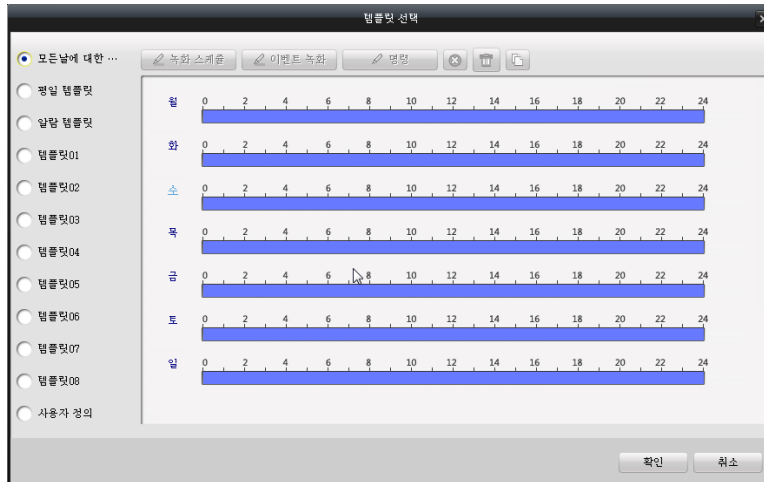 템플릿 선택
모든날에 대한 ...
녹화 스케쥴 이벤트 녹화 명령
평일 템플릿
알람 템플릿
템플릿01
템플릿02
템플릿03
템플릿04
템플릿05
템플릿06
템플릿07
템플릿08
사용자 정의
월 0 2 4 6 8 10 12 14 16 18 20 22 24
화 0 2 4 6 8 10 12 14 16 18 20 22 24
수 0 2 4 6 8 10 12 14 16 18 20 22 24
목 0 2 4 6 8 10 12 14 16 18 20 22 24
금 0 2 4 6 8 10 12 14 16 18 20 22 24
토 0 2 4 6 8 10 12 14 16 18 20 22 24
일 0 2 4 6 8 10 12 14 16 18 20 22 24
확인 취소